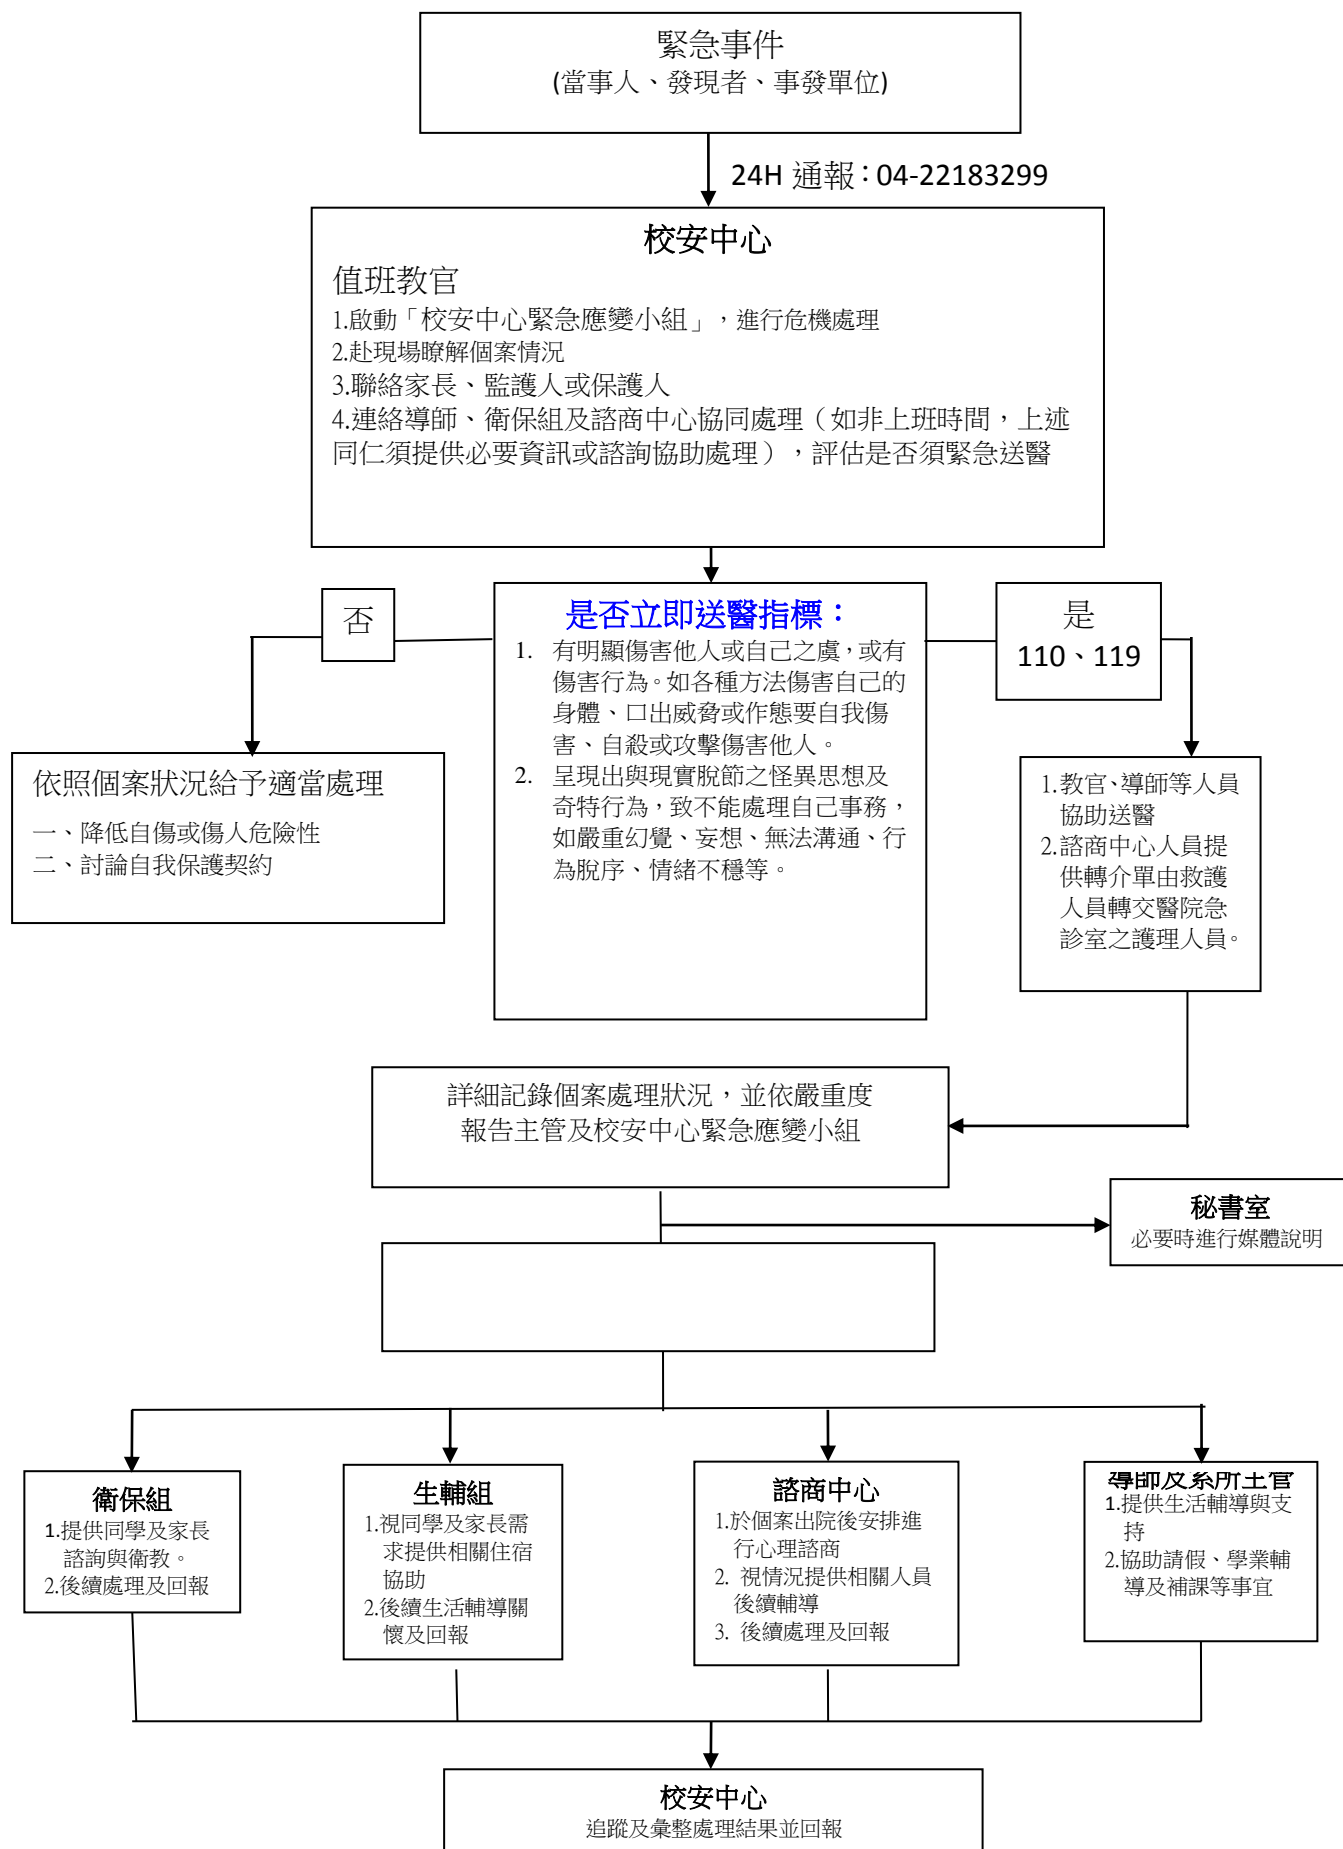 緊急事件
(當事人、發現者、事發單位)
24H 通報：04-22183299
校安中心
值班教官
1.啟動「校安中心緊急應變小組」，進行危機處理
2.赴現場瞭解個案情況
3.聯絡家長、監護人或保護人
4.連絡導師、衛保組及諮商中心協同處理（如非上班時間，上述
同仁須提供必要資訊或諮詢協助處理），評估是否須緊急送醫
否
是否立即送醫指標：
1. 有明顯傷害他人或自己之虞，或有
傷害行為。如各種方法傷害自己的
身體、口出威脅或作態要自我傷
害、自殺或攻擊傷害他人。
2. 呈現出與現實脫節之怪異思想及
奇特行為，致不能處理自己事務，
如嚴重幻覺、妄想、無法溝通、行
為脫序、情緒不穩等。
是
110、119
依照個案狀況給予適當處理
一、降低自傷或傷人危險性
二、討論自我保護契約
1.教官、導師等人員
協助送醫
2.諮商中心人員提
供轉介單由救護
人員轉交醫院急
診室之護理人員。
詳細記錄個案處理狀況，並依嚴重度
報告主管及校安中心緊急應變小組
秘書室
必要時進行媒體說明
衛保組
1.提供同學及家長
諮詢與衛教。
2.後續處理及回報
生輔組
1.視同學及家長需
求提供相關住宿
協助
2.後續生活輔導關
懷及回報
諮商中心
1.於個案出院後安排進
行心理諮商
2. 視情況提供相關人員
後續輔導
3. 後續處理及回報
導師及系所主管
1.提供生活輔導與支
持
2.協助請假、學業輔
導及補課等事宜
校安中心
追蹤及彙整處理結果並回報